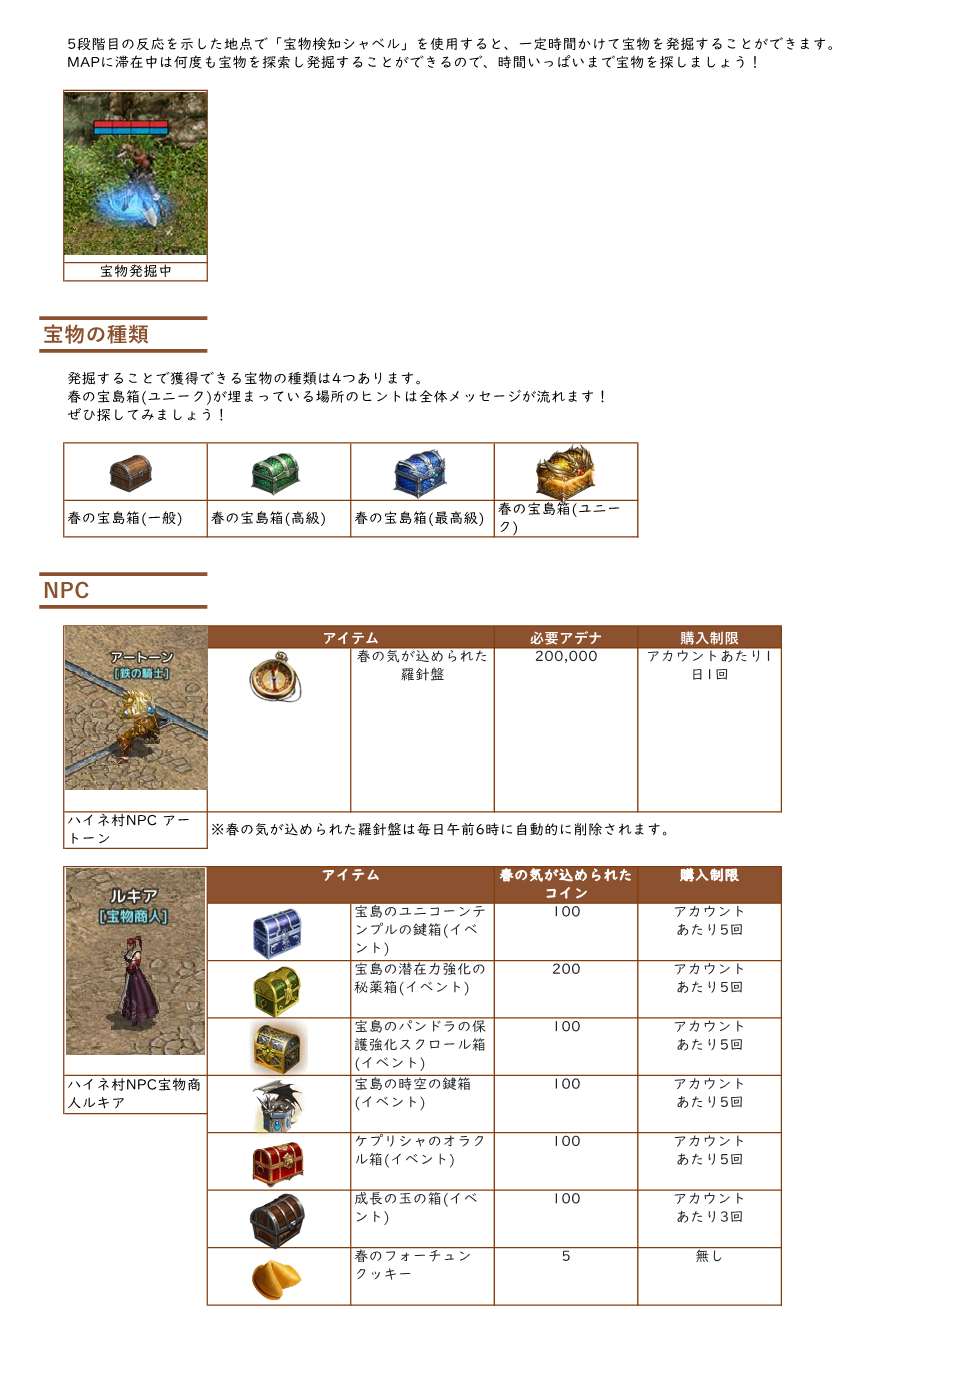 5段階目の反応を示した地点で「宝物検知シャベル」を使用すると、一定時間かけて宝物を発掘することができます。
MAPに滞在中は何度も宝物を探索し発掘することができるので、時間いっぱいまで宝物を探しましょう！
宝物発掘中
宝物の種類
発掘することで獲得できる宝物の種類は4つあります。
春の宝島箱(ユニーク)が埋まっている場所のヒントは全体メッセージが流れます！
ぜひ探してみましょう！
春の宝島箱(一般)
春の宝島箱(高級)
春の宝島箱(最高級)
春の宝島箱(ユニー
ク)
NPC
アートーン
[鉄の騎士]
ハイネ村NPC アー
トーン
アイテム
必要アデナ
購入制限
春の気が込められた
羅針盤
200,000
アカウントあたり1
日1回
※春の気が込められた羅針盤は毎日午前6時に自動的に削除されます。
ルキア
[宝物商人]
ハイネ村NPC宝物商
人ルキア
アイテム
春の気が込められた
コイン
購入制限
宝島のユニコーンテ
ンプルの鍵箱(イベ
ント)
100
アカウント
あたり5回
宝島の潜在力強化の
秘薬箱(イベント)
200
アカウント
あたり5回
宝島のパンドラの保
護強化スクロール箱
(イベント)
100
アカウント
あたり5回
宝島の時空の鍵箱
(イベント)
100
アカウント
あたり5回
ケプリシャのオラク
ル箱(イベント)
100
アカウント
あたり5回
成長の玉の箱(イベ
ント)
100
アカウント
あたり3回
春のフォーチュン
クッキー
5
無し